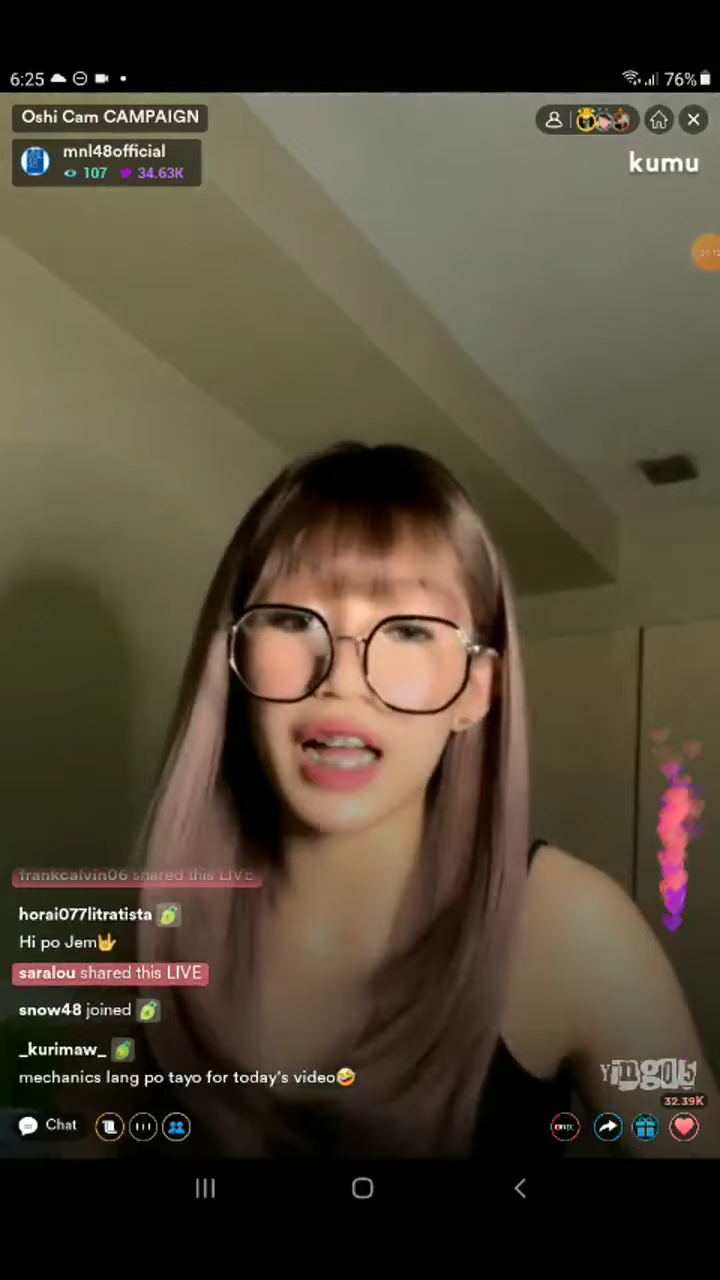 6:25
76%
Oshi Cam CAMPAIGN
mnl48official
107 34.63K
kumu
frankcalvin06 shared this LIVE
horai077litratista
Hi po Jem🤟
saralou shared this LIVE
snow48 joined
_kurimaw_
mechanics lang po tayo for today's video🤣
Ying05
32.39K
Chat